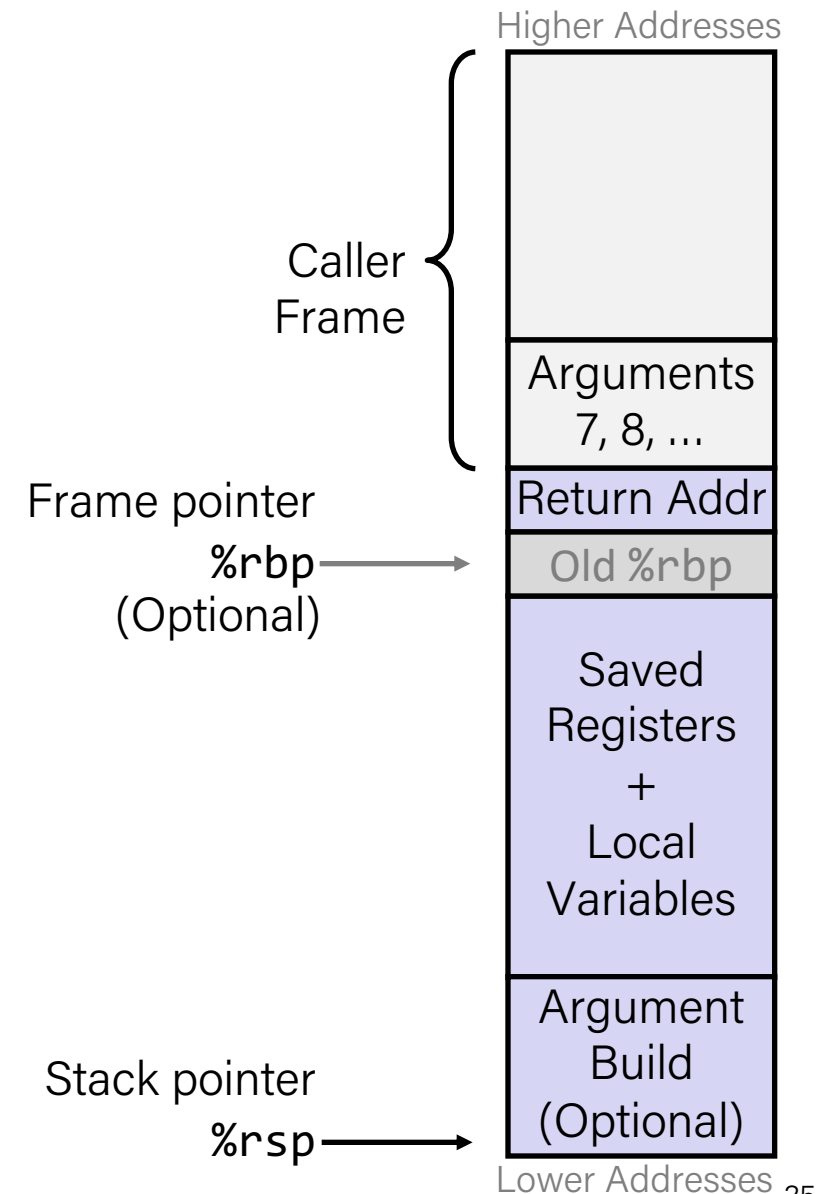 Higher Addresses
Caller
Frame
Arguments
7, 8, ...
Return Addr
Frame pointer
%rbp
(Optional)
Old %rbp
Saved
Registers
+
Local
Variables
Argument
Build
(Optional)
Stack pointer
%rsp
Lower Addresses